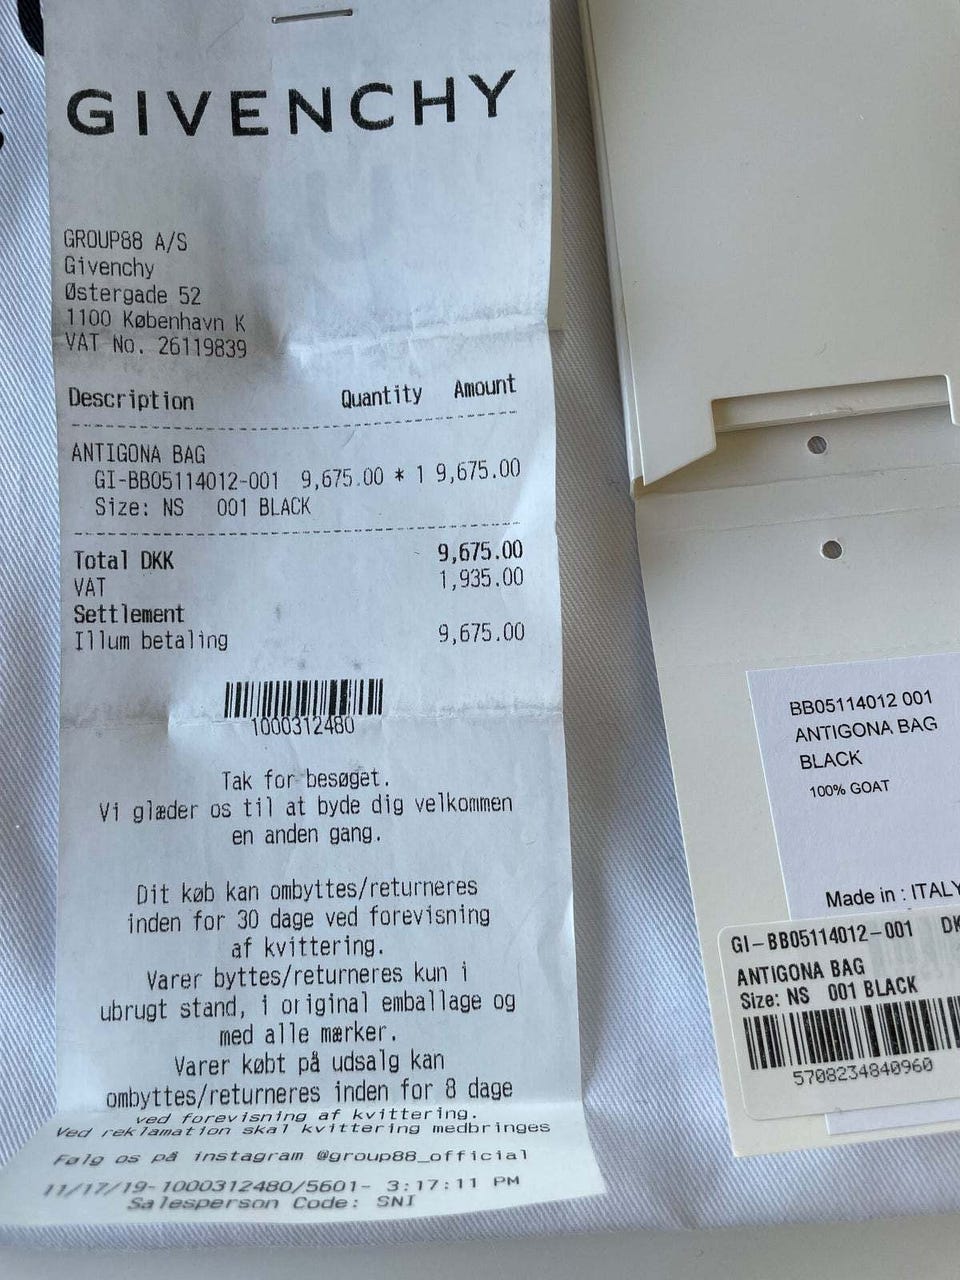 GIVENCHY
GROUP88 A/S
Givenchy
Østergade 52
1100 København K
VAT No. 26119839
Description Quantity Amount
ANTIGONA BAG
GI-BB05114012-001 9,675.00 * 1 9,675.00
Size: NS 001 BLACK
Total DKK 9,675.00
VAT 1,935.00
Settlement
Illum betaling 9,675.00
1000312480
Tak for besøget.
Vi glæder os til at byde dig velkommen
en anden gang.
Dit køb kan ombyttes/returneres
inden for 30 dage ved forevisning
af kvittering.
Varer byttes/returneres kun i
ubrugt stand, i original emballage og
med alle mærker.
Varer købt på udsalg kan
ombyttes/returneres inden for 8 dage
ved forevisning af kvittering.
Ved reklamation skal kvittering medbringes
Følg os på instagram @group88_official
11/17/19-1000312480/5601- 3:17:11 PM
Salesperson Code: SNI
BB05114012 001
ANTIGONA BAG
BLACK
100% GOAT
Made in : ITALY
GI-BB05114012-001 DK
ANTIGONA BAG
Size: NS 001 BLACK
5708234840960